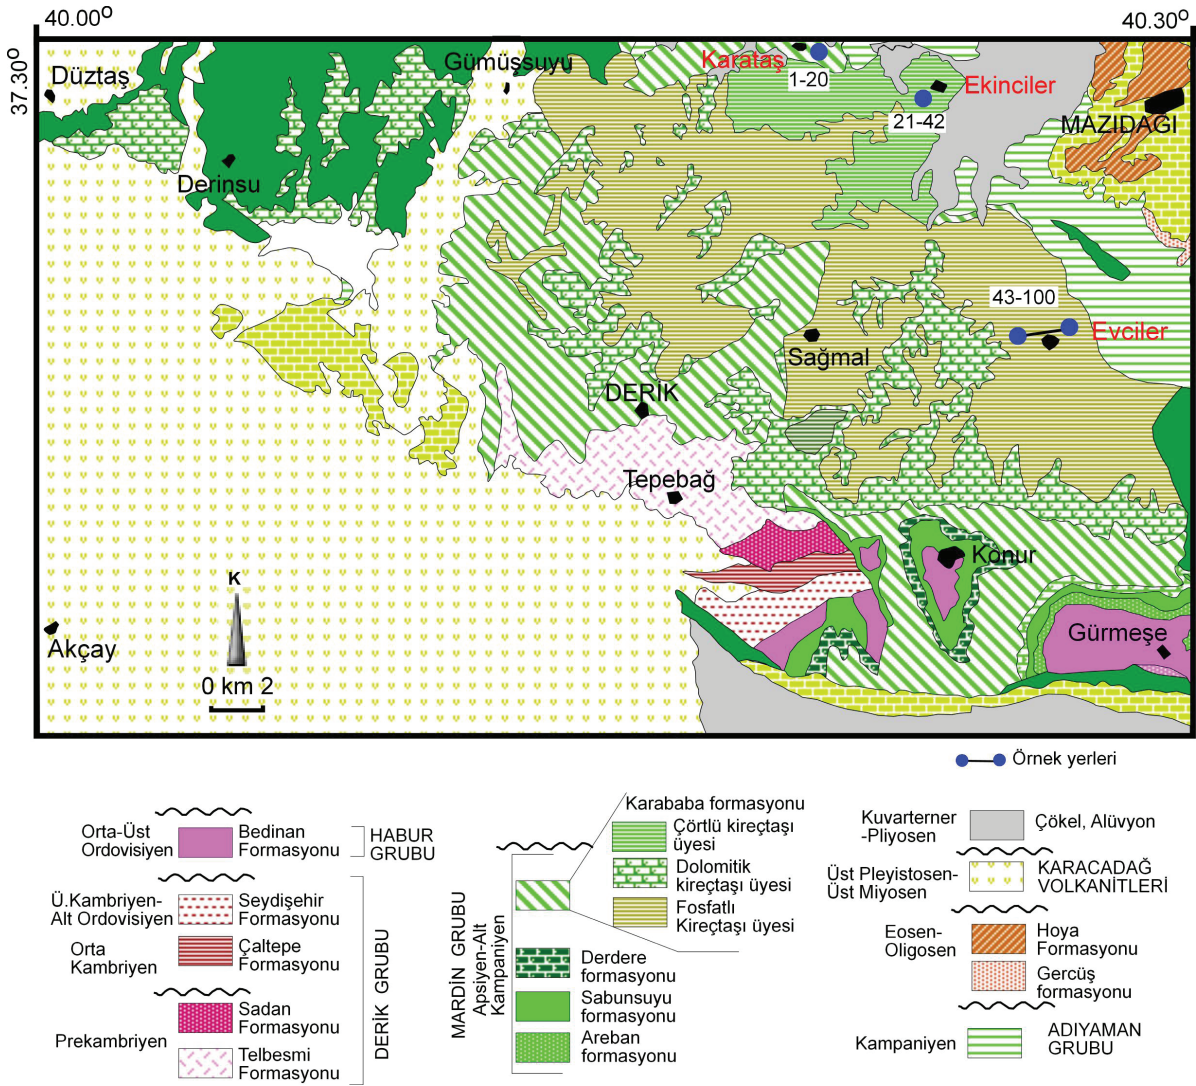 40.00⁰
40.30⁰
37.30⁰
Düztaş
Gümüşsuyu
Karataş
1-20
Ekinciler
21-42
MAZIDAĞI
Derinsu
43-100
Evciler
Sağmal
DERİK
Tepebağ
Konur
Gürmeşe
Akçay
K
0 km 2
Örnek yerleri
Orta-Üst
Ordovisiyen
Bedinan
Formasyonu
HABUR
GRUBU
Ü.Kambriyen-
Alt Ordovisiyen
Seydişehir
Formasyonu
Orta
Kambriyen
Çaltepe
Formasyonu
Prekambriyen
Sadan
Formasyonu
Telbesmi
Formasyonu
DERİK GRUBU
MARDİN GRUBU
Apsiyen-Alt
Kampaniyen
Karababa formasyonu
Çörtlü kireçtaşı
üyesi
Dolomitik
kireçtaşı üyesi
Fosfatlı
Kireçtaşı üyesi
Derdere
formasyonu
Sabunsuyu
formasyonu
Areban
formasyonu
Kuvarterner
-Pliyosen
Çökel, Alüvyon
Üst Pleyistosen-
Üst Miyosen
KARACADAĞ
VOLKANİTLERİ
Eosen-
Oligosen
Hoya
Formasyonu
Gercüş
formasyonu
Kampaniyen
ADIYAMAN
GRUBU